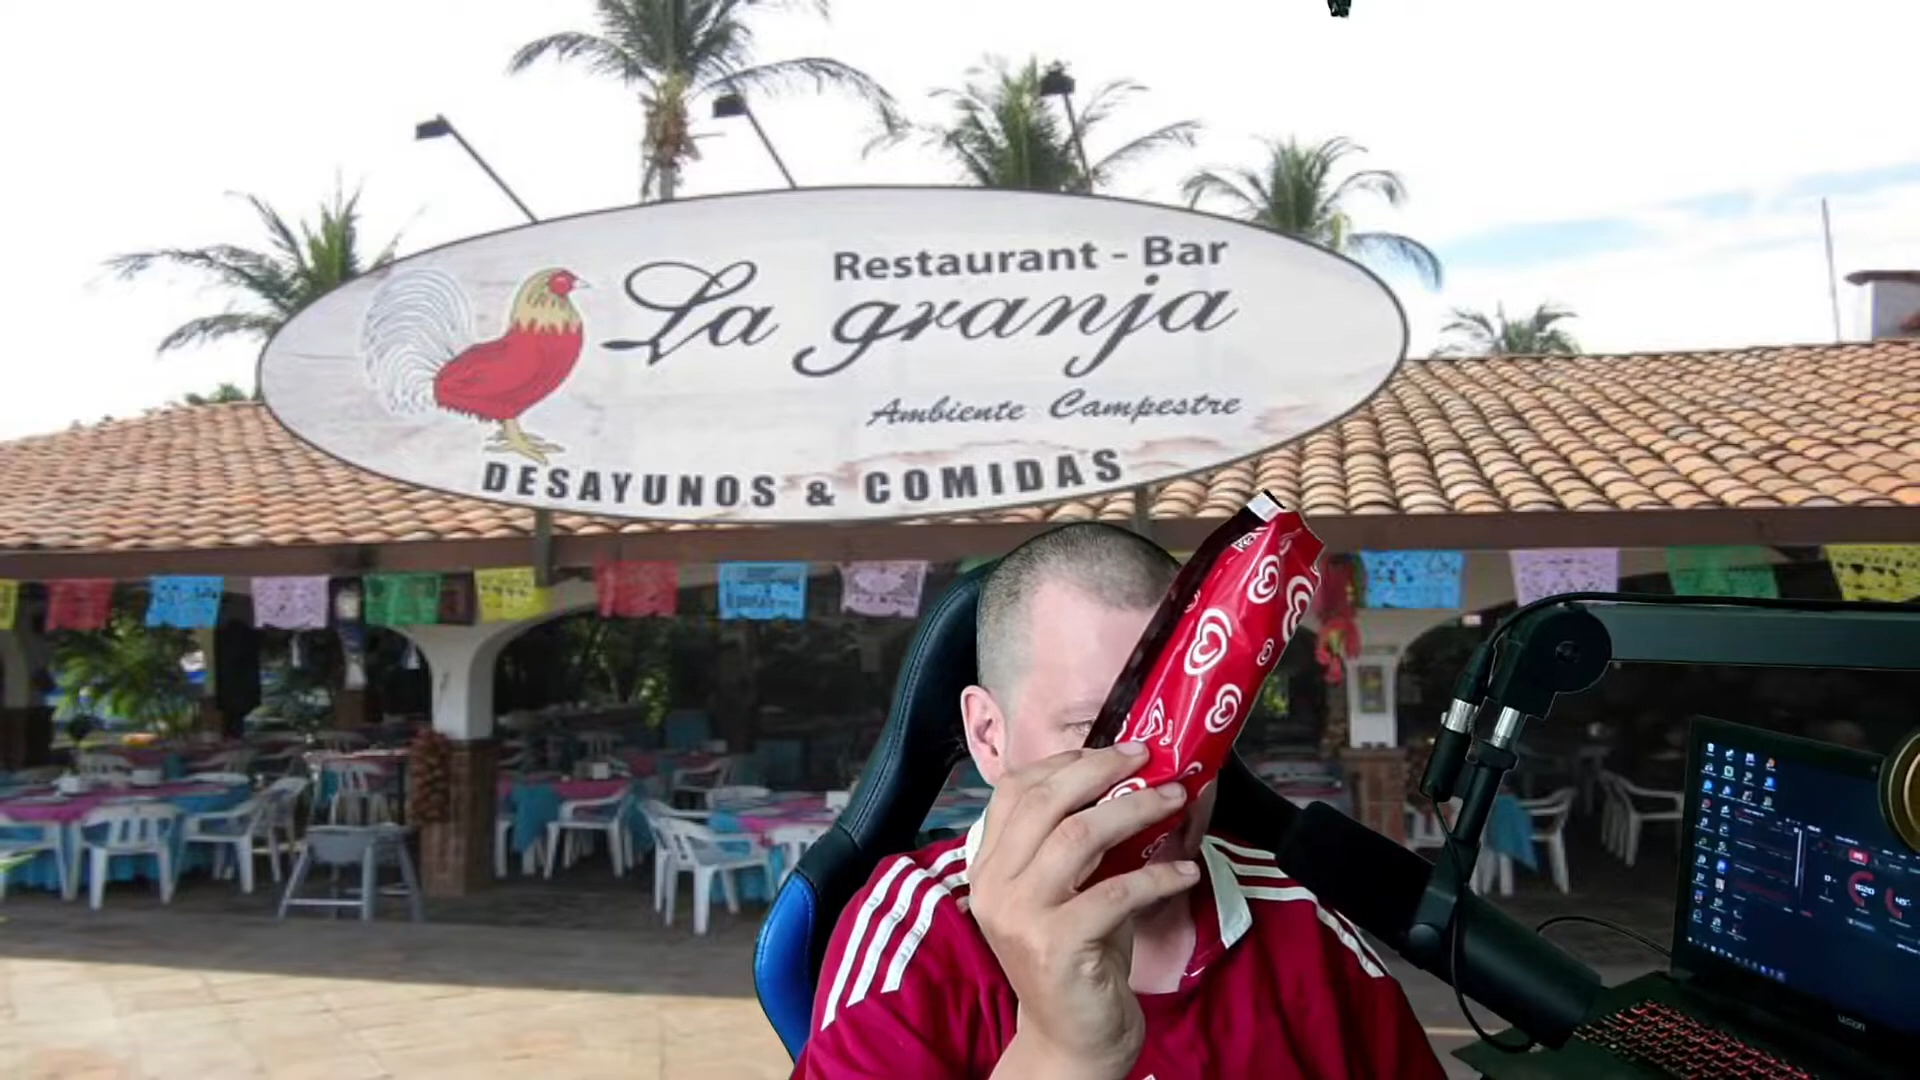 Restaurant - Bar
La granja
Ambiente Campestre
DESAYUNOS & COMIDAS